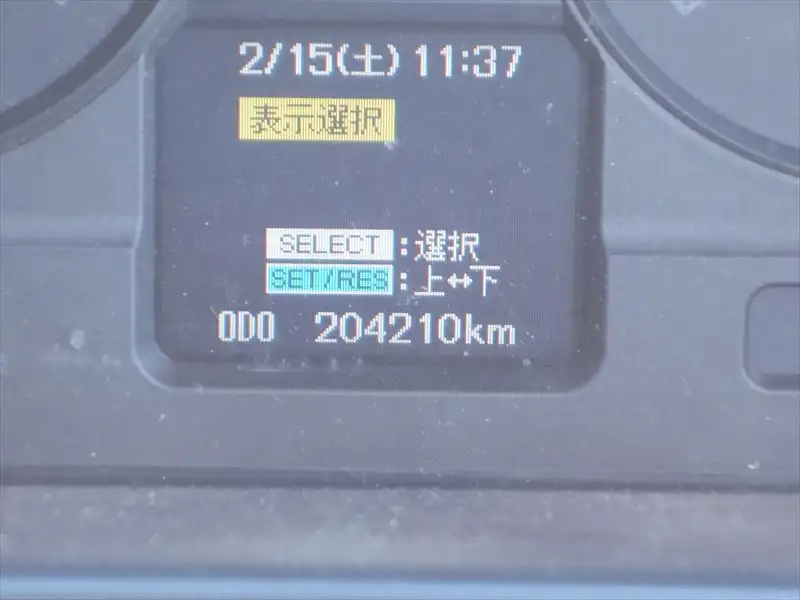 2/15(土) 11:37
表示選択
SELECT:選択
SET/RES:上↔下
ODO 204210km